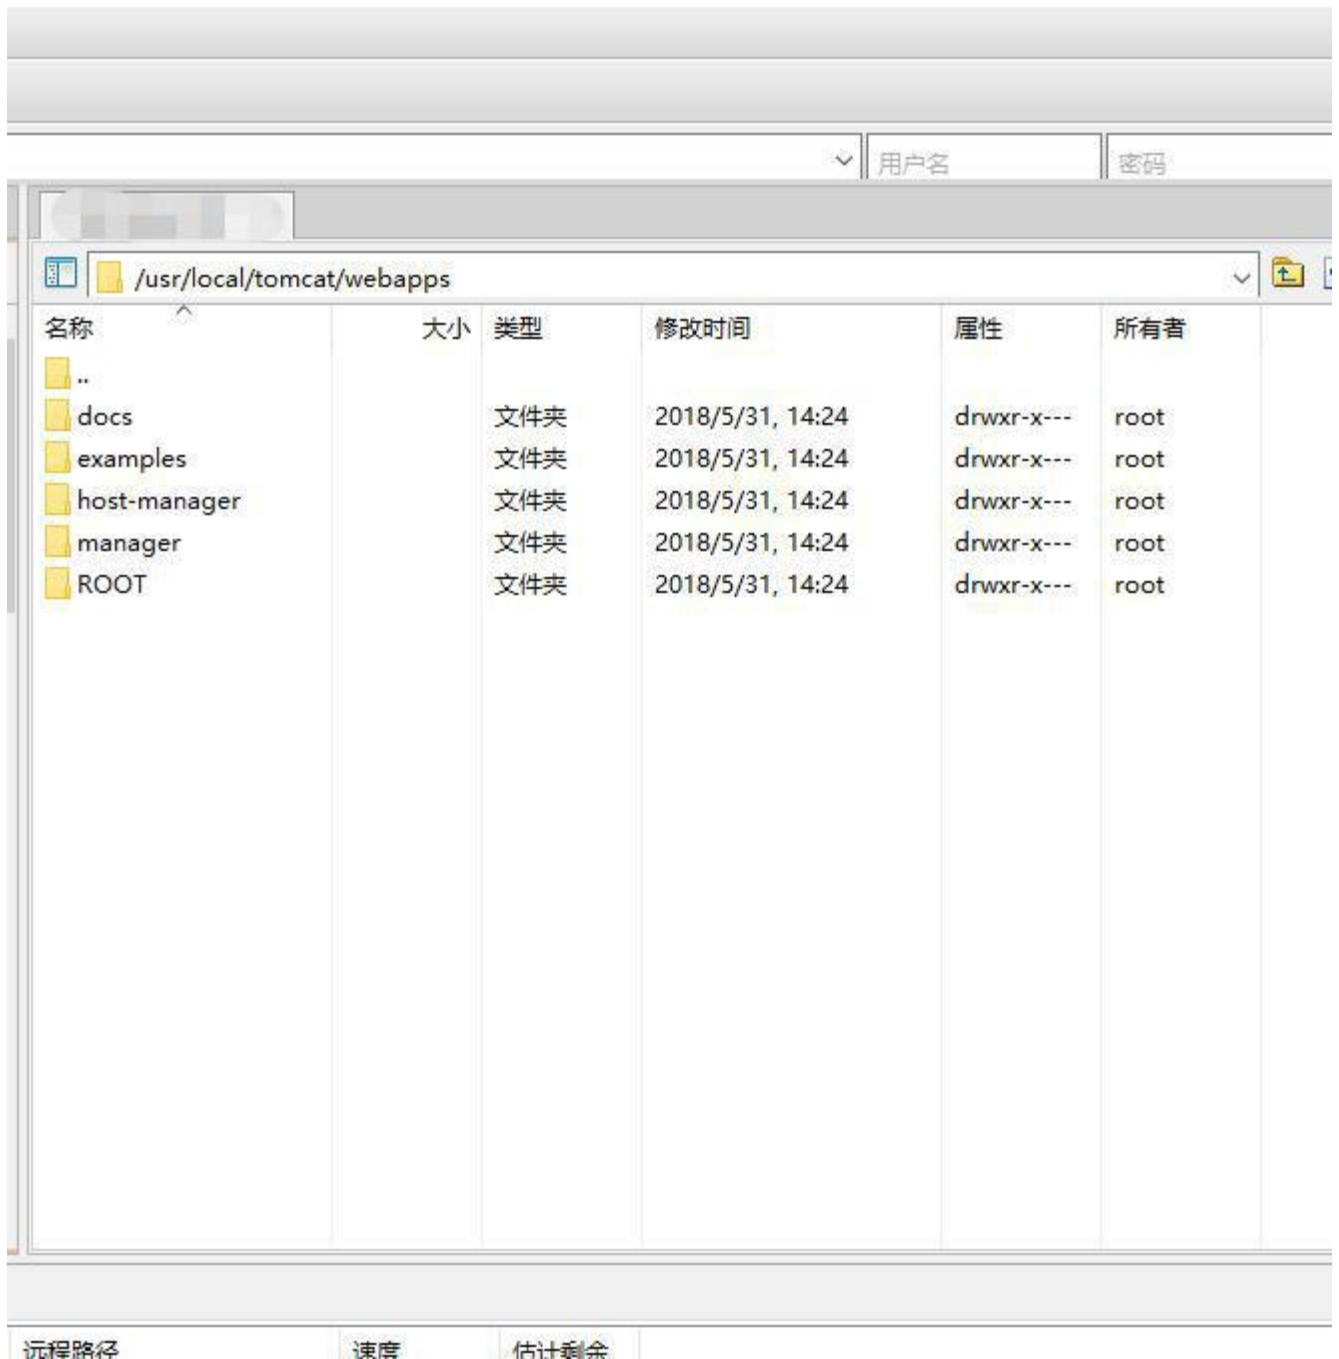 用户名 密码
/usr/local/tomcat/webapps
名称 大小 类型 修改时间 属性 所有者
..
docs 文件夹 2018/5/31, 14:24 drwxr-x--- root
examples 文件夹 2018/5/31, 14:24 drwxr-x--- root
host-manager 文件夹 2018/5/31, 14:24 drwxr-x--- root
manager 文件夹 2018/5/31, 14:24 drwxr-x--- root
ROOT 文件夹 2018/5/31, 14:24 drwxr-x--- root
远程路径 速度 估计剩余